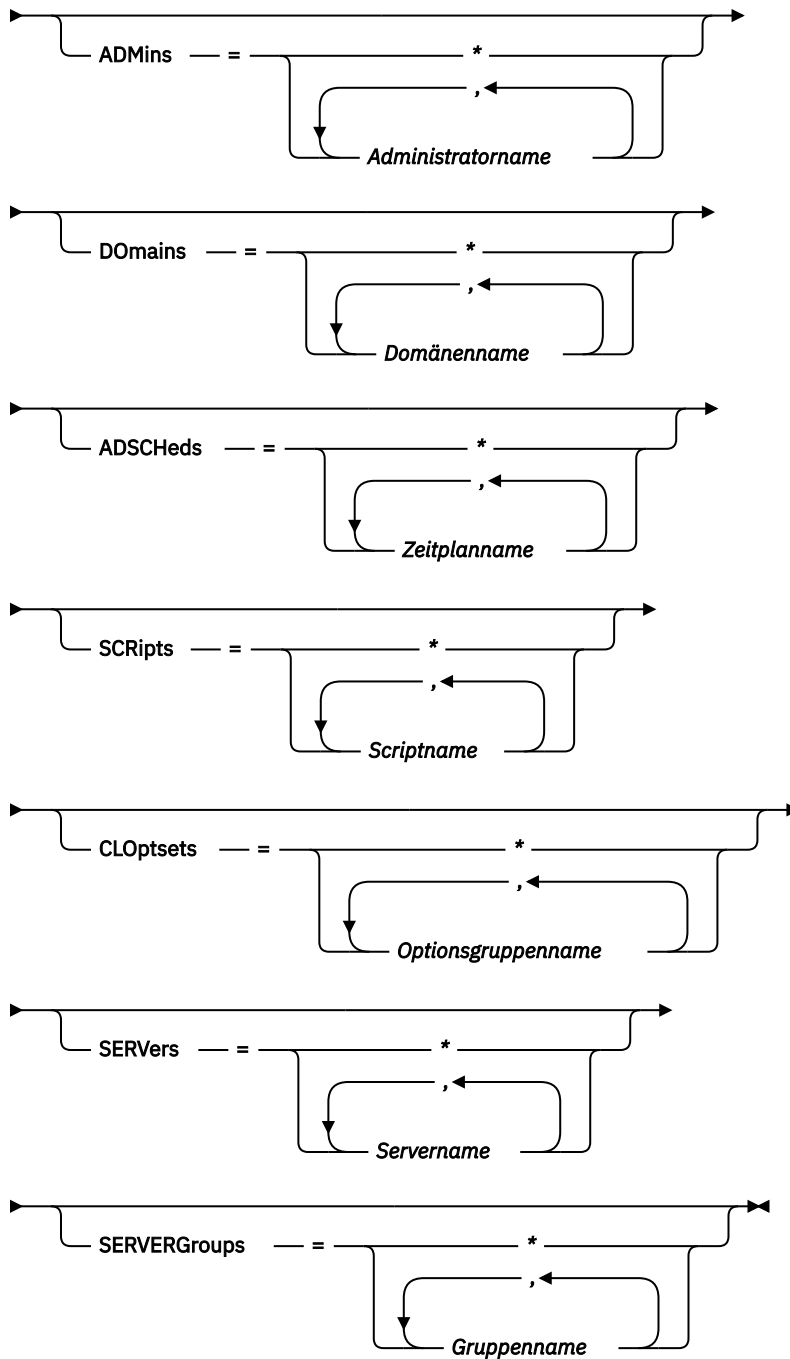 ADMins = *
,
Administratorname
DOmains = *
,
Domänenname
ADSCHeds = *
,
Zeitplanname
SCRipts = *
,
Scriptname
CLOptsets = *
,
Optionsgruppenname
SERVers = *
,
Servername
SERVERGroups = *
,
Gruppenname